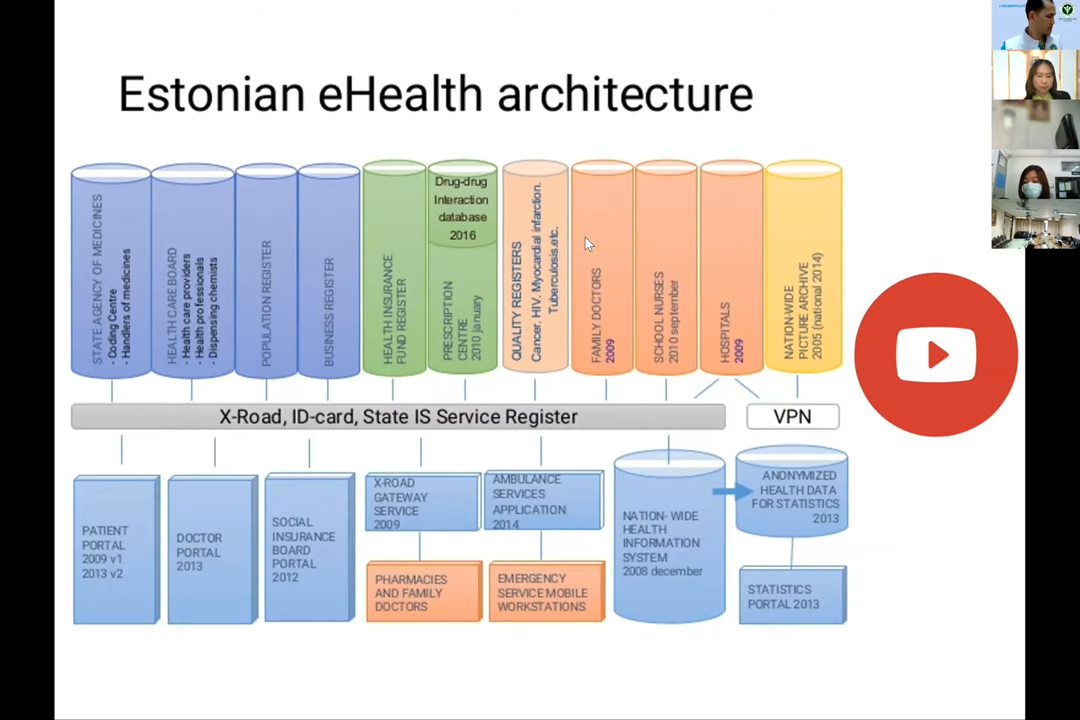 Estonian eHealth architecture
STATE AGENCY OF MEDICINES
- Coding Centre
- Handlers of medicines
HEALTH CARE BOARD
- Health care providers
- Health professionals
- Dispensing chemists
POPULATION REGISTER
BUSINESS REGISTER
HEALTH INSURANCE
FUND REGISTER
Drug-drug
Interaction
database
2016
PRESCRIPTION
CENTRE
2010 january
QUALITY REGISTERS
Cancer. HIV. Myocardial infarction.
Tuberculosis.etc.
FAMILY DOCTORS
2009
SCHOOL NURSES
2010 september
HOSPITALS
2009
NATION-WIDE
PICTURE ARCHIVE
2005 (national 2014)
X-Road, ID-card, State IS Service Register
VPN
PATIENT
PORTAL
2009 v1
2013 v2
DOCTOR
PORTAL
2013
SOCIAL
INSURANCE
BOARD
PORTAL
2012
X-ROAD
GATEWAY
SERVICE
2009
PHARMACIES
AND FAMILY
DOCTORS
AMBULANCE
SERVICES
APPLICATION
2014
EMERGENCY
SERVICE MOBILE
WORKSTATIONS
NATION- WIDE
HEALTH
INFORMATION
SYSTEM
2008 december
ANONYMIZED
HEALTH DATA
FOR STATISTICS
2013
STATISTICS
PORTAL 2013